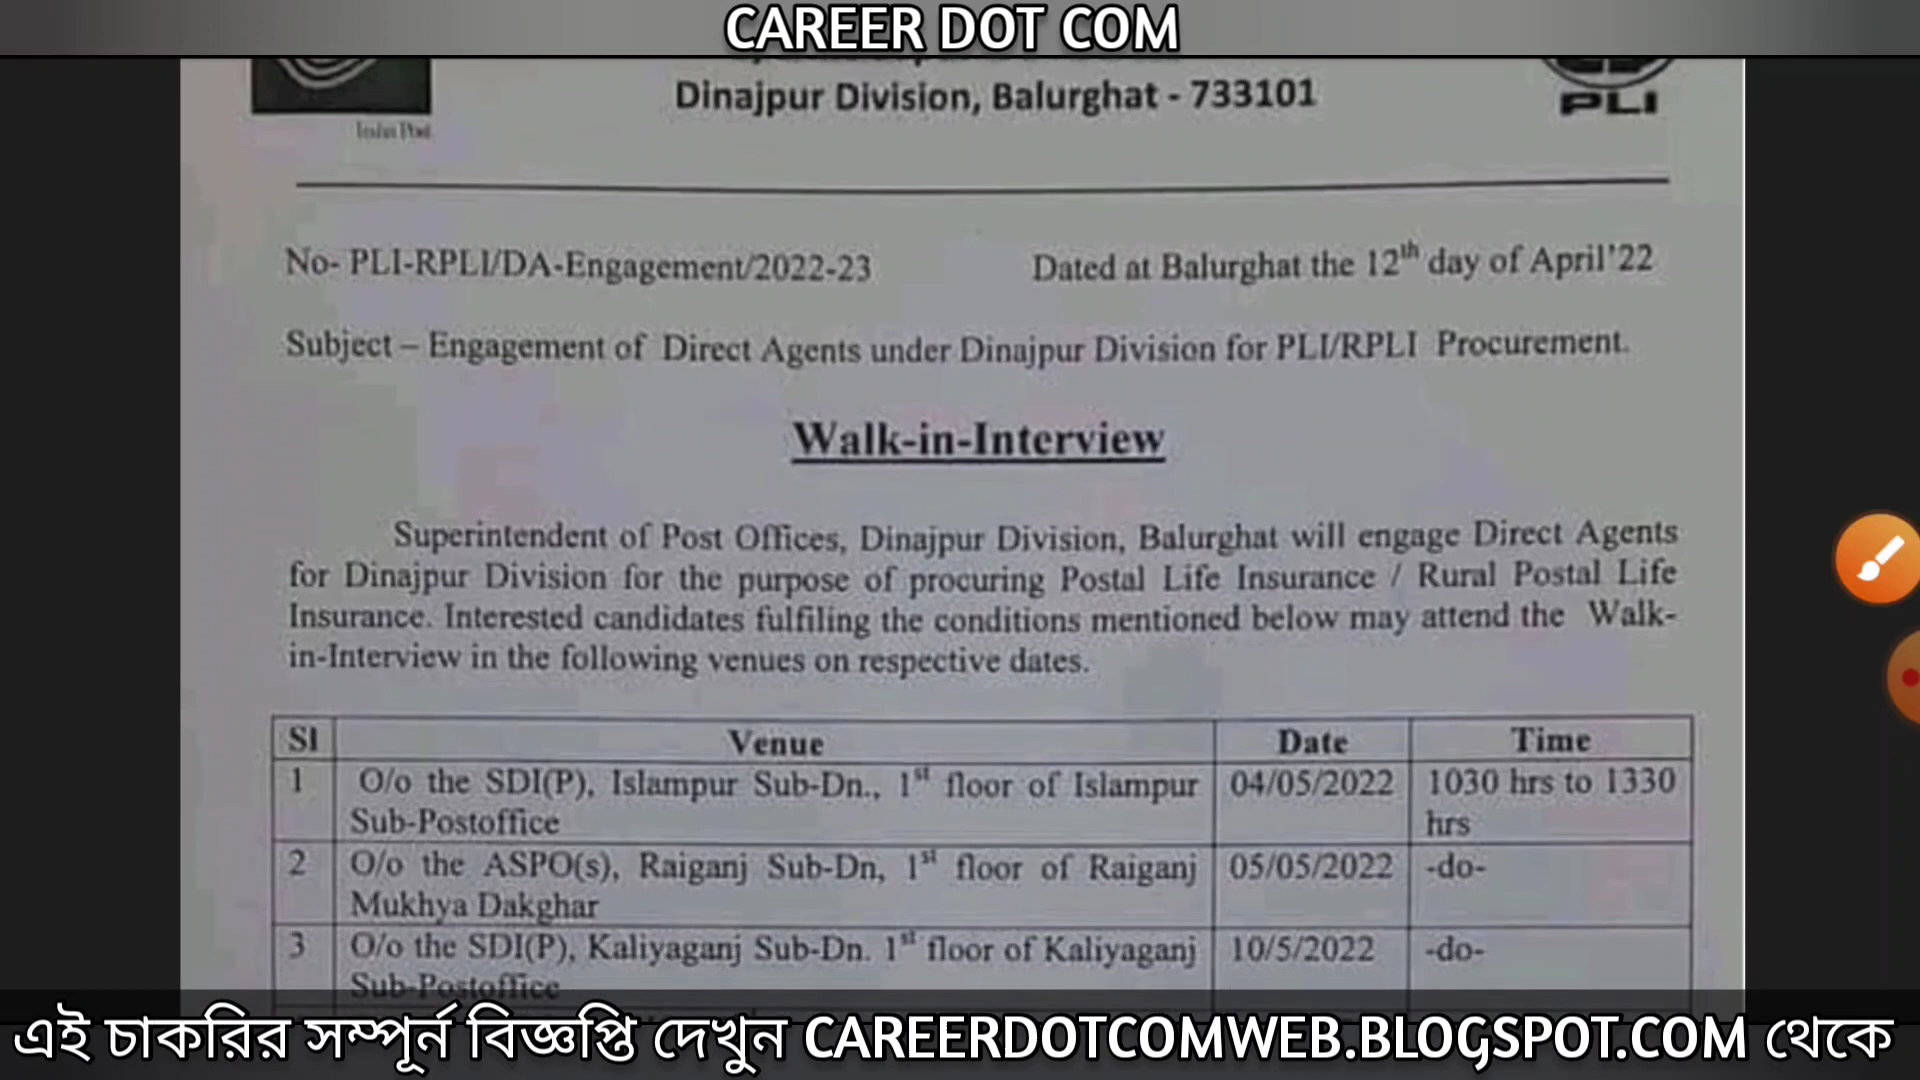 CAREER DOT COM
Dinajpur Division, Balurghat - 733101
India Post
PLI
No- PLI-RPLI/DA-Engagement/2022-23 Dated at Balurghat the 12th day of April'22
Subject – Engagement of Direct Agents under Dinajpur Division for PLI/RPLI Procurement.
Walk-in-Interview
Superintendent of Post Offices, Dinajpur Division, Balurghat will engage Direct Agents
for Dinajpur Division for the purpose of procuring Postal Life Insurance / Rural Postal Life
Insurance. Interested candidates fulfiling the conditions mentioned below may attend the Walk-
in-Interview in the following venues on respective dates.
Sl Venue Date Time
1 O/o the SDI(P), Islampur Sub-Dn., 1st floor of Islampur 04/05/2022 1030 hrs to 1330
Sub-Postoffice hrs
2 O/o the ASPO(s), Raiganj Sub-Dn, 1st floor of Raiganj 05/05/2022 -do-
Mukhya Dakghar
3 O/o the SDI(P), Kaliyaganj Sub-Dn. 1st floor of Kaliyaganj 10/5/2022 -do-
Sub-Postoffice
এই চাকরির সম্পূর্ন বিজ্ঞপ্তি দেখুন CAREERDOTCOMWEB.BLOGSPOT.COM থেকে